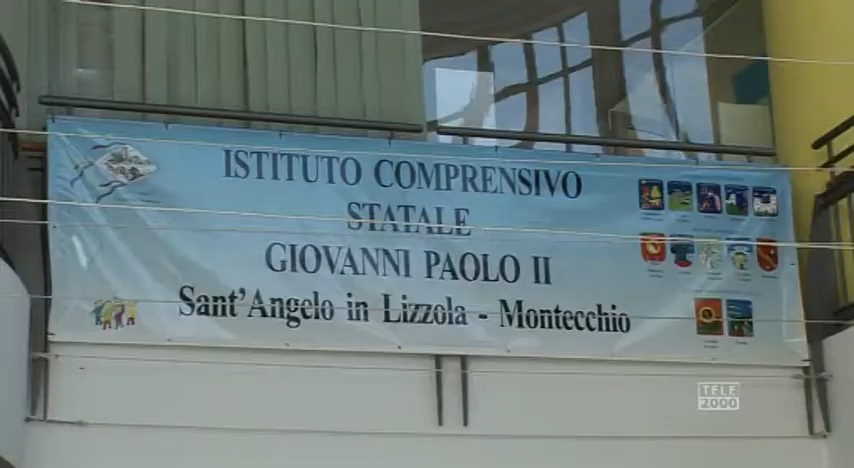 ISTITUTO COMPRENSIVO
STATALE
GIOVANNI PAOLO II
Sant'Angelo in Lizzola - Montecchio
TELE
2000